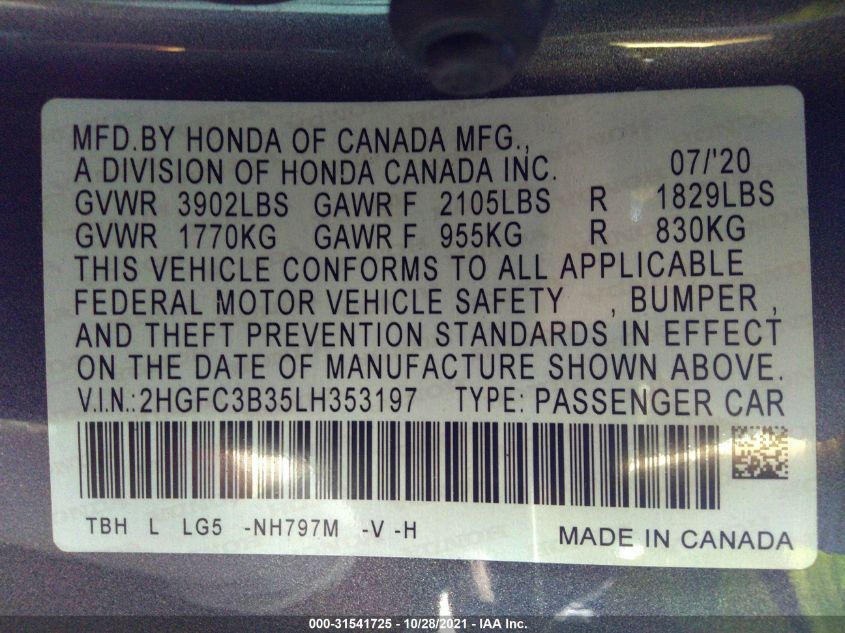 MFD.BY HONDA OF CANADA MFG.,
A DIVISION OF HONDA CANADA INC. 07/'20
GVWR 3902LBS GAWR F 2105LBS R 1829LBS
GVWR 1770KG GAWR F 955KG R 830KG
THIS VEHICLE CONFORMS TO ALL APPLICABLE
FEDERAL MOTOR VEHICLE SAFETY , BUMPER ,
AND THEFT PREVENTION STANDARDS IN EFFECT
ON THE DATE OF MANUFACTURE SHOWN ABOVE.
V.I.N.:2HGFC3B35LH353197 TYPE: PASSENGER CAR
TBH L LG5 -NH797M -V -H
MADE IN CANADA
000-31541725 | 10/28/2021 | IAA Inc.